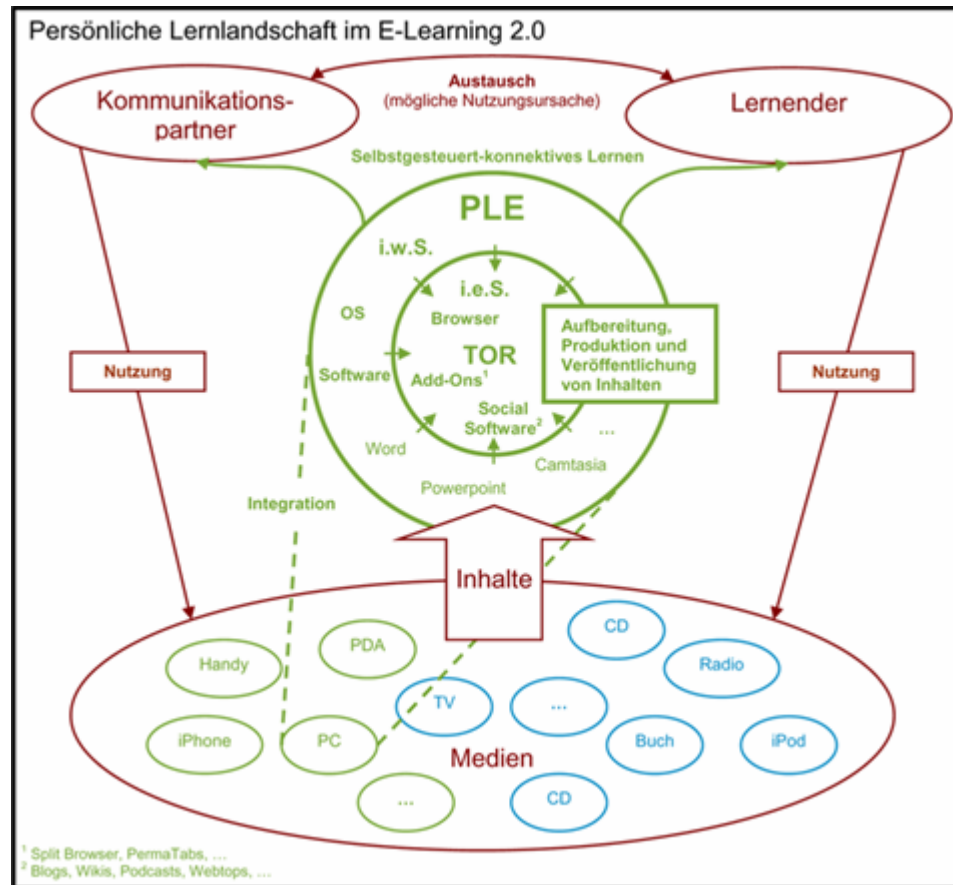 Persönliche Lernlandschaft im E-Learning 2.0
Kommunikations-
partner
Austausch
(mögliche Nutzungsursache)
Lernender
Selbstgesteuert-konnektives Lernen
PLE
i.w.S.
i.e.S.
OS
Browser
Aufbereitung,
Produktion und
Veröffentlichung
von Inhalten
TOR
Nutzung
Software
Add-Ons¹
Nutzung
Social
Software²
...
Word
Camtasia
Powerpoint
Integration
Inhalte
CD
Handy
PDA
Radio
TV
...
iPhone
PC
Buch
iPod
Medien
...
CD
¹ Split Browser, PermaTabs, ...
² Blogs, Wikis, Podcasts, Webtops, ...